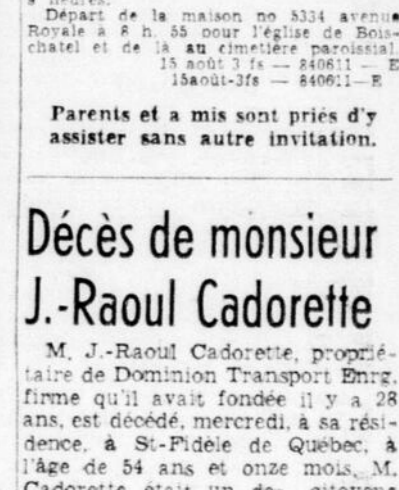 9 heures.
Départ de la maison no 5334 avenue
Royale a 8 h. 55 pour l'église de Bois-
chatel et de là au cimetière paroissial.
15 août 3 fs — 840611 — E
15août-3fs — 840611—E
Parents et a mis sont priés d'y
assister sans autre invitation.
Décès de monsieur
J.-Raoul Cadorette
M. J.-Raoul Cadorette, proprié-
taire de Dominion Transport Enrg.
firme qu'il avait fondée il y a 28
ans, est décédé, mercredi, à sa rési-
dence, à St-Fidèle de Québec, à
l'âge de 54 ans et onze mois. M.
Cadorette était un de citoyens